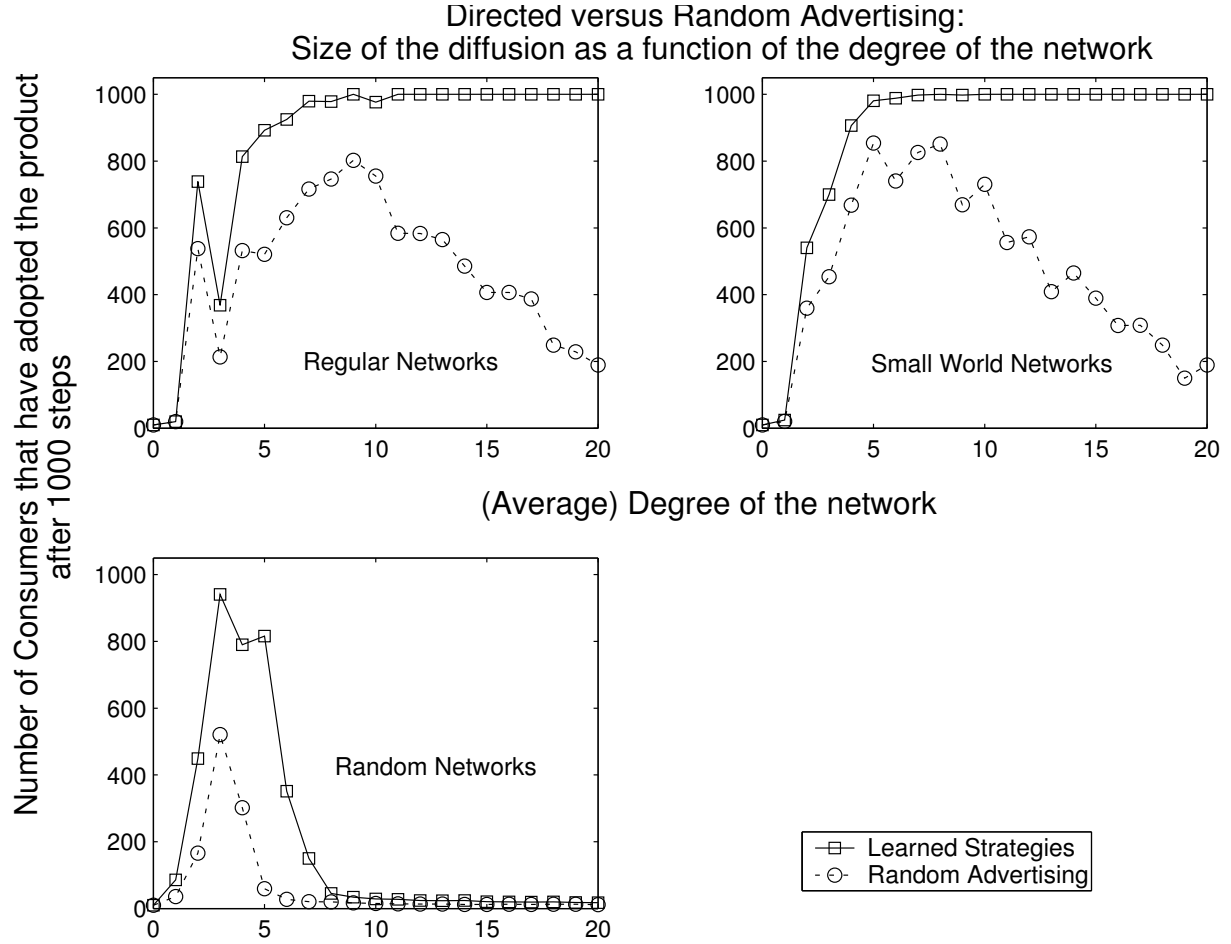 Directed versus Random Advertising:
Size of the diffusion as a function of the degree of the network
Number of Consumers that have adopted the product
after 1000 steps
1000
800
600
400
200
0
0 5 10 15 20
Regular Networks
1000
800
600
400
200
0
0 5 10 15 20
Small World Networks
(Average) Degree of the network
1000
800
600
400
200
0
0 5 10 15 20
Random Networks
Learned Strategies
Random Advertising